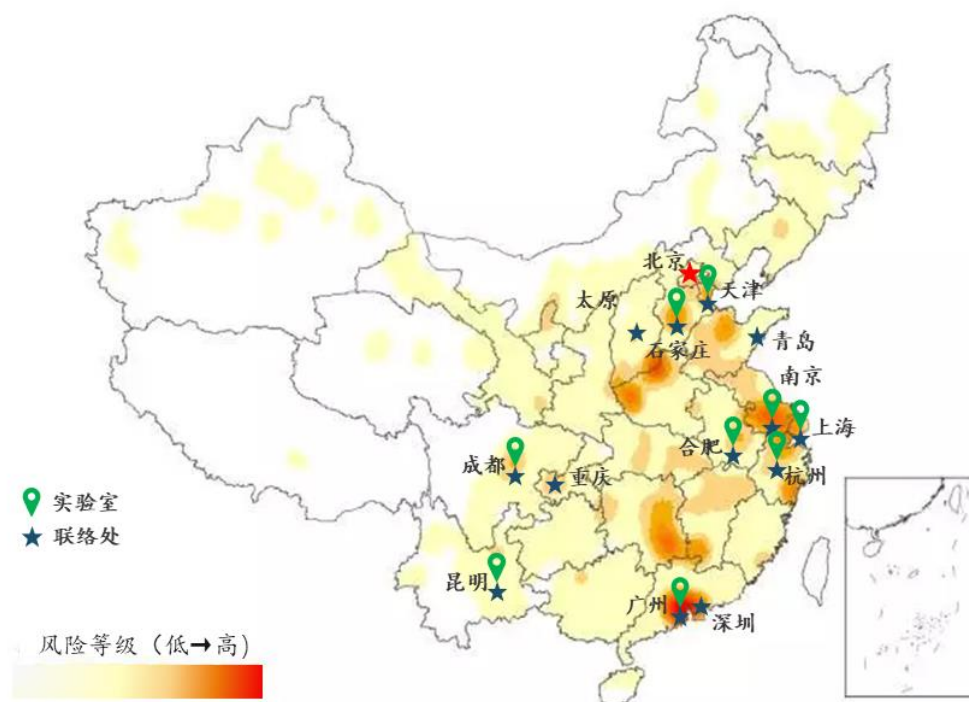 北京
天津
太原
石家庄
青岛
南京
上海
合肥
杭州
成都
重庆
实验室
联络处
昆明
广州
深圳
风险等级（低→高）